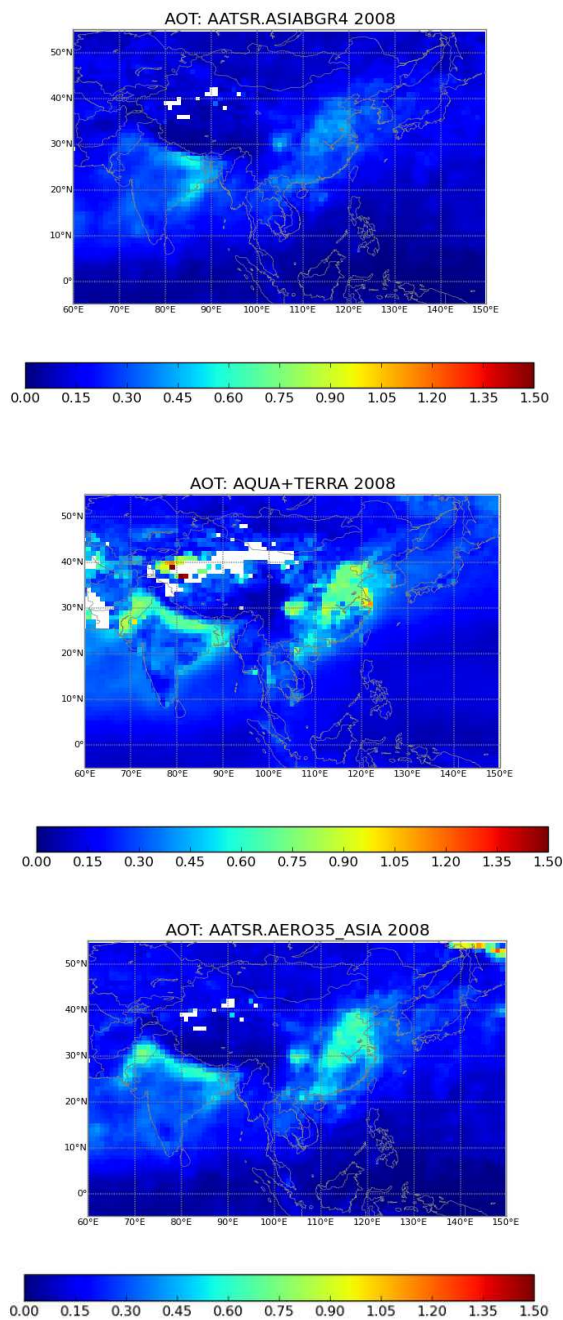 AOT: AATSR.ASIABGR4 2008
50°N
40°N
30°N
20°N
10°N
0°
60°E 70°E 80°E 90°E 100°E 110°E 120°E 130°E 140°E 150°E
0.00 0.15 0.30 0.45 0.60 0.75 0.90 1.05 1.20 1.35 1.50
AOT: AQUA+TERRA 2008
50°N
40°N
30°N
20°N
10°N
0°
60°E 70°E 80°E 90°E 100°E 110°E 120°E 130°E 140°E 150°E
0.00 0.15 0.30 0.45 0.60 0.75 0.90 1.05 1.20 1.35 1.50
AOT: AATSR.AERO35_ASIA 2008
50°N
40°N
30°N
20°N
10°N
0°
60°E 70°E 80°E 90°E 100°E 110°E 120°E 130°E 140°E 150°E
0.00 0.15 0.30 0.45 0.60 0.75 0.90 1.05 1.20 1.35 1.50